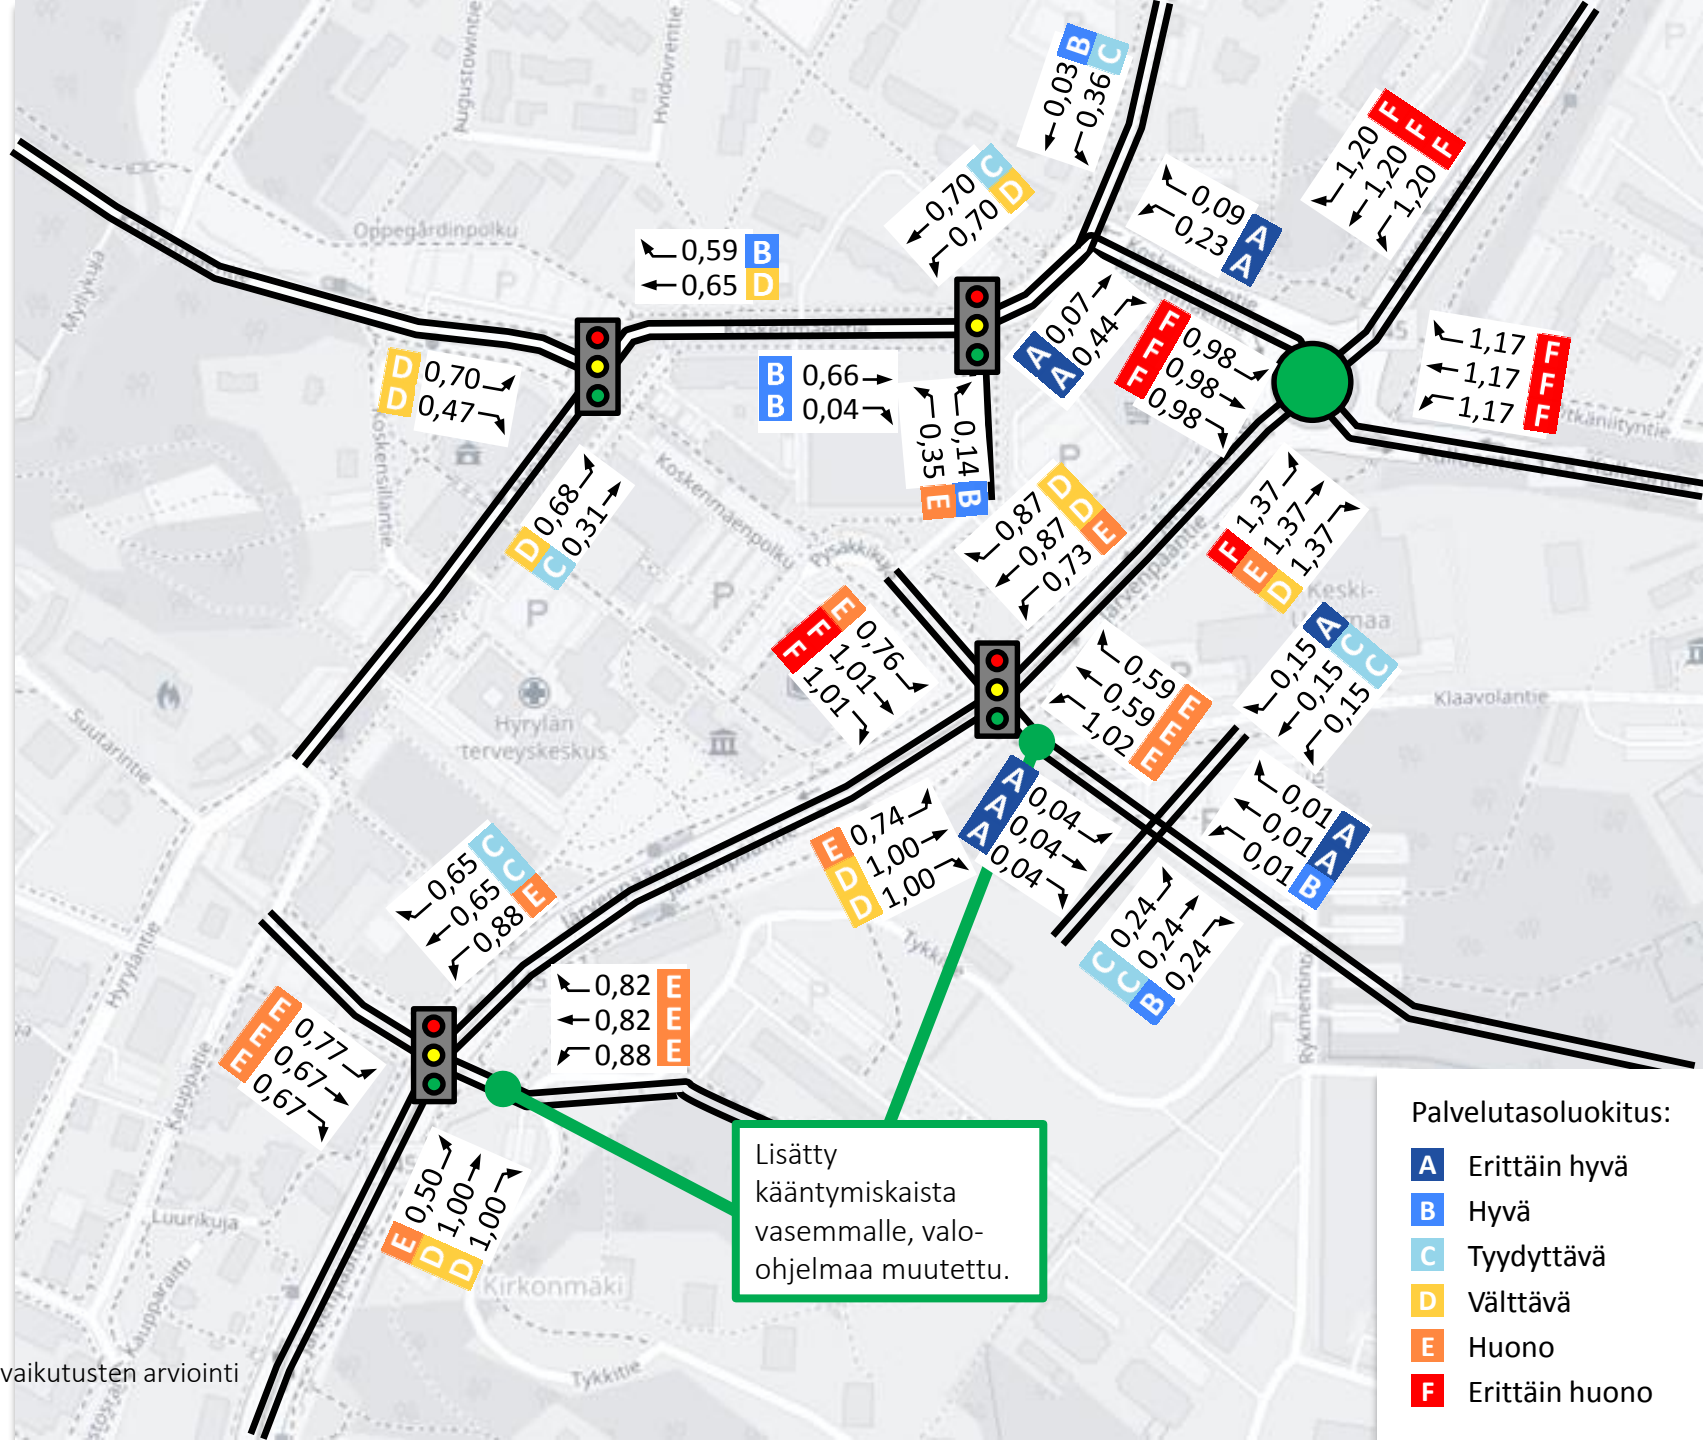 B C
0,03
0,36
F F F
1,20
1,20
1,20
C D
0,70
0,70
0,09 A
0,23 A
0,59 B
0,65 D
D 0,70
D 0,47
B 0,66
B 0,04
0,35 E
0,14 B
A 0,07
A 0,44
F 0,98
F 0,98
F 0,98
1,17 F
1,17 F
1,17 F
D 0,68
C 0,31
D D E
0,87
0,87
0,73
F 1,37
E 1,37
D 1,37
E 0,76
F 1,01
F 1,01
0,59 E
0,59 E
1,02 E
A C C
0,15
0,15
0,15
A 0,04
A 0,04
A 0,04
0,01 A
0,01 A
0,01 B
E 0,74
D 1,00
D 1,00
C 0,24
C 0,24
B 0,24
C C E
0,65
0,65
0,88
0,82 E
0,82 E
0,88 E
E 0,77
E 0,67
E 0,67
E 0,50
D 1,00
D 1,00
Augustowintie
Hvidovrentie
Oppegårdinpolku
Myllykuja
Koskenmäentie
Koskensillantie
Koskenmäenpolku
P
P
P
P
P
Hyrylän
terveyskeskus
Suutarintie
Hyryläntie
Kauppatie
Luurikuja
Kirkonmäki
Tykkitie
Klaavolantie
Lisätty
kääntymiskaista
vasemmalle, valo-
ohjelmaa muutettu.
Palvelutasoluokitus:
A Erittäin hyvä
B Hyvä
C Tyydyttävä
D Välttävä
E Huono
F Erittäin huono
vaikutusten arviointi